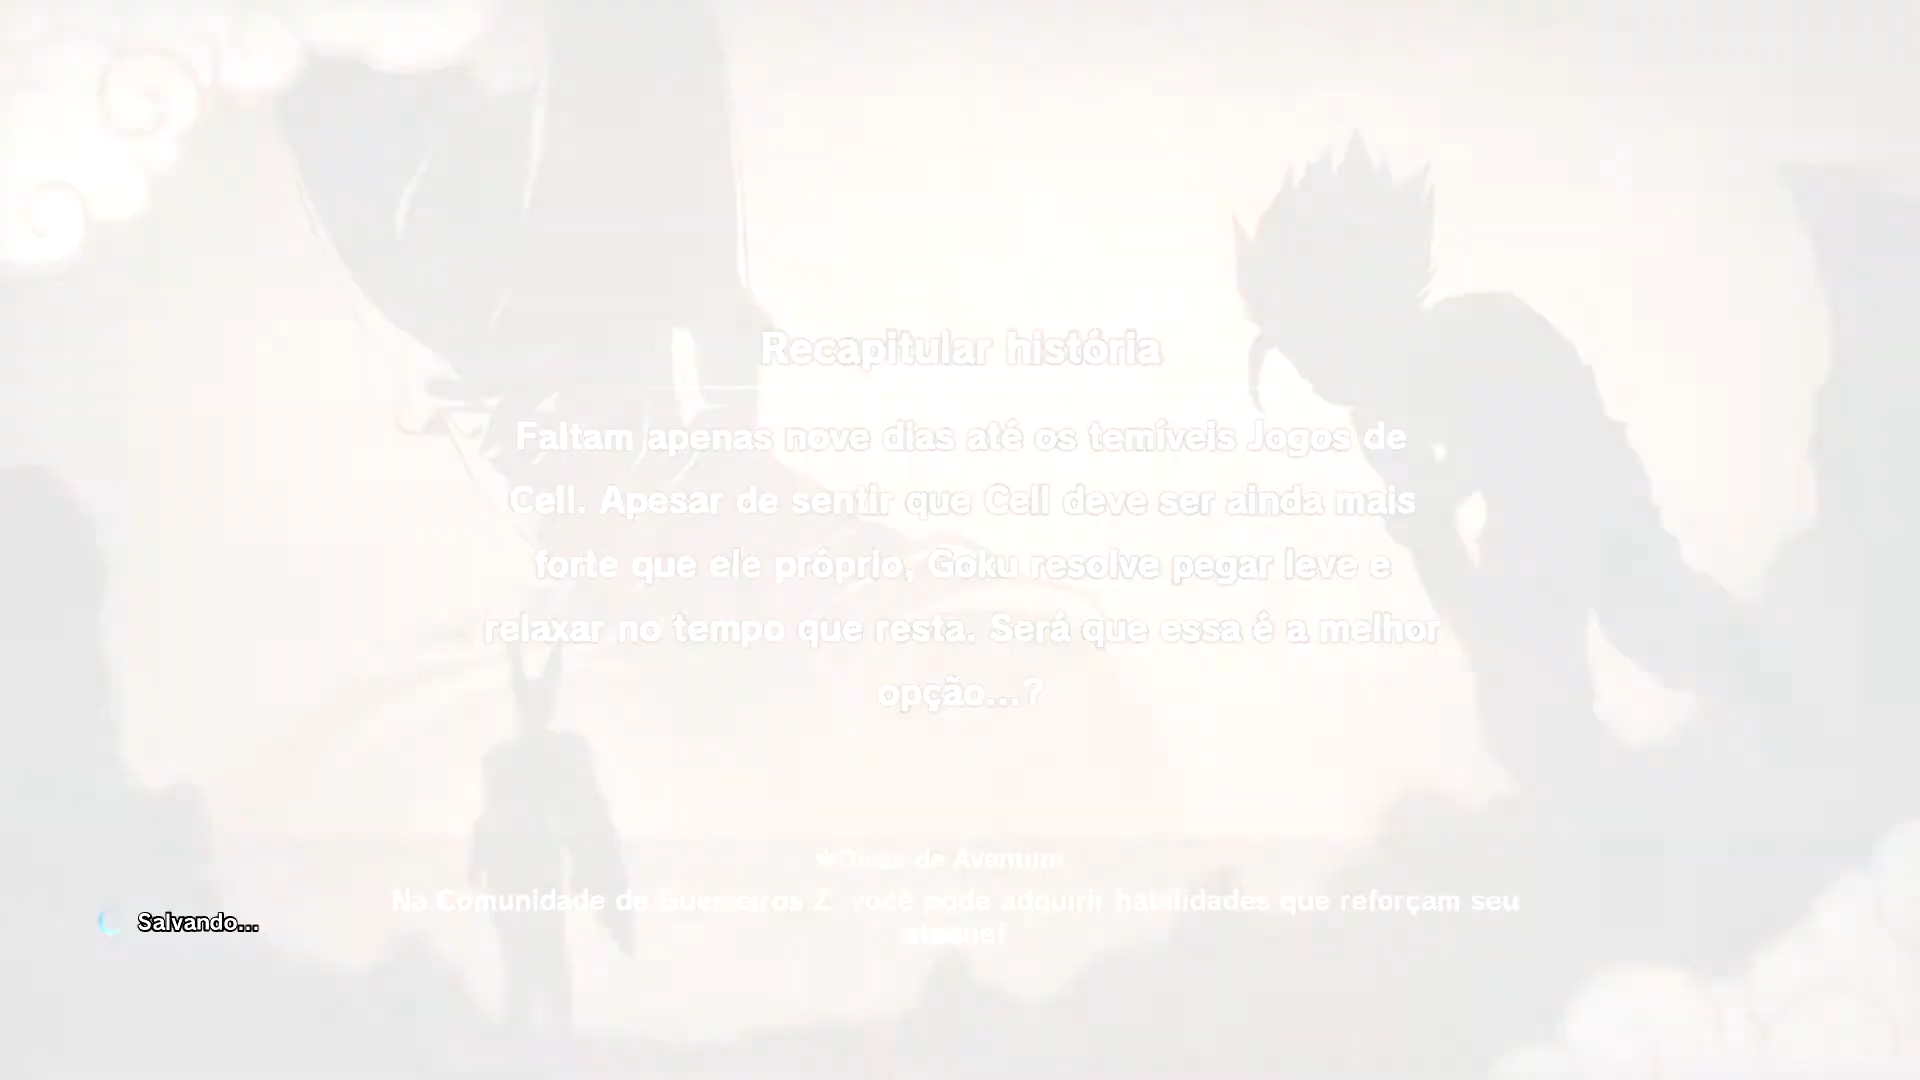 Recapitular história
Faltam apenas nove dias até os temíveis Jogos de
Cell. Apesar de sentir que Cell deve ser ainda mais
forte que ele próprio, Goku resolve pegar leve e
relaxar no tempo que resta. Será que essa é a melhor
opção...?
de Aventura
Na Comunidade de Guerreiros Z, você pode adquirir habilidades que reforçam seu
Salvando...